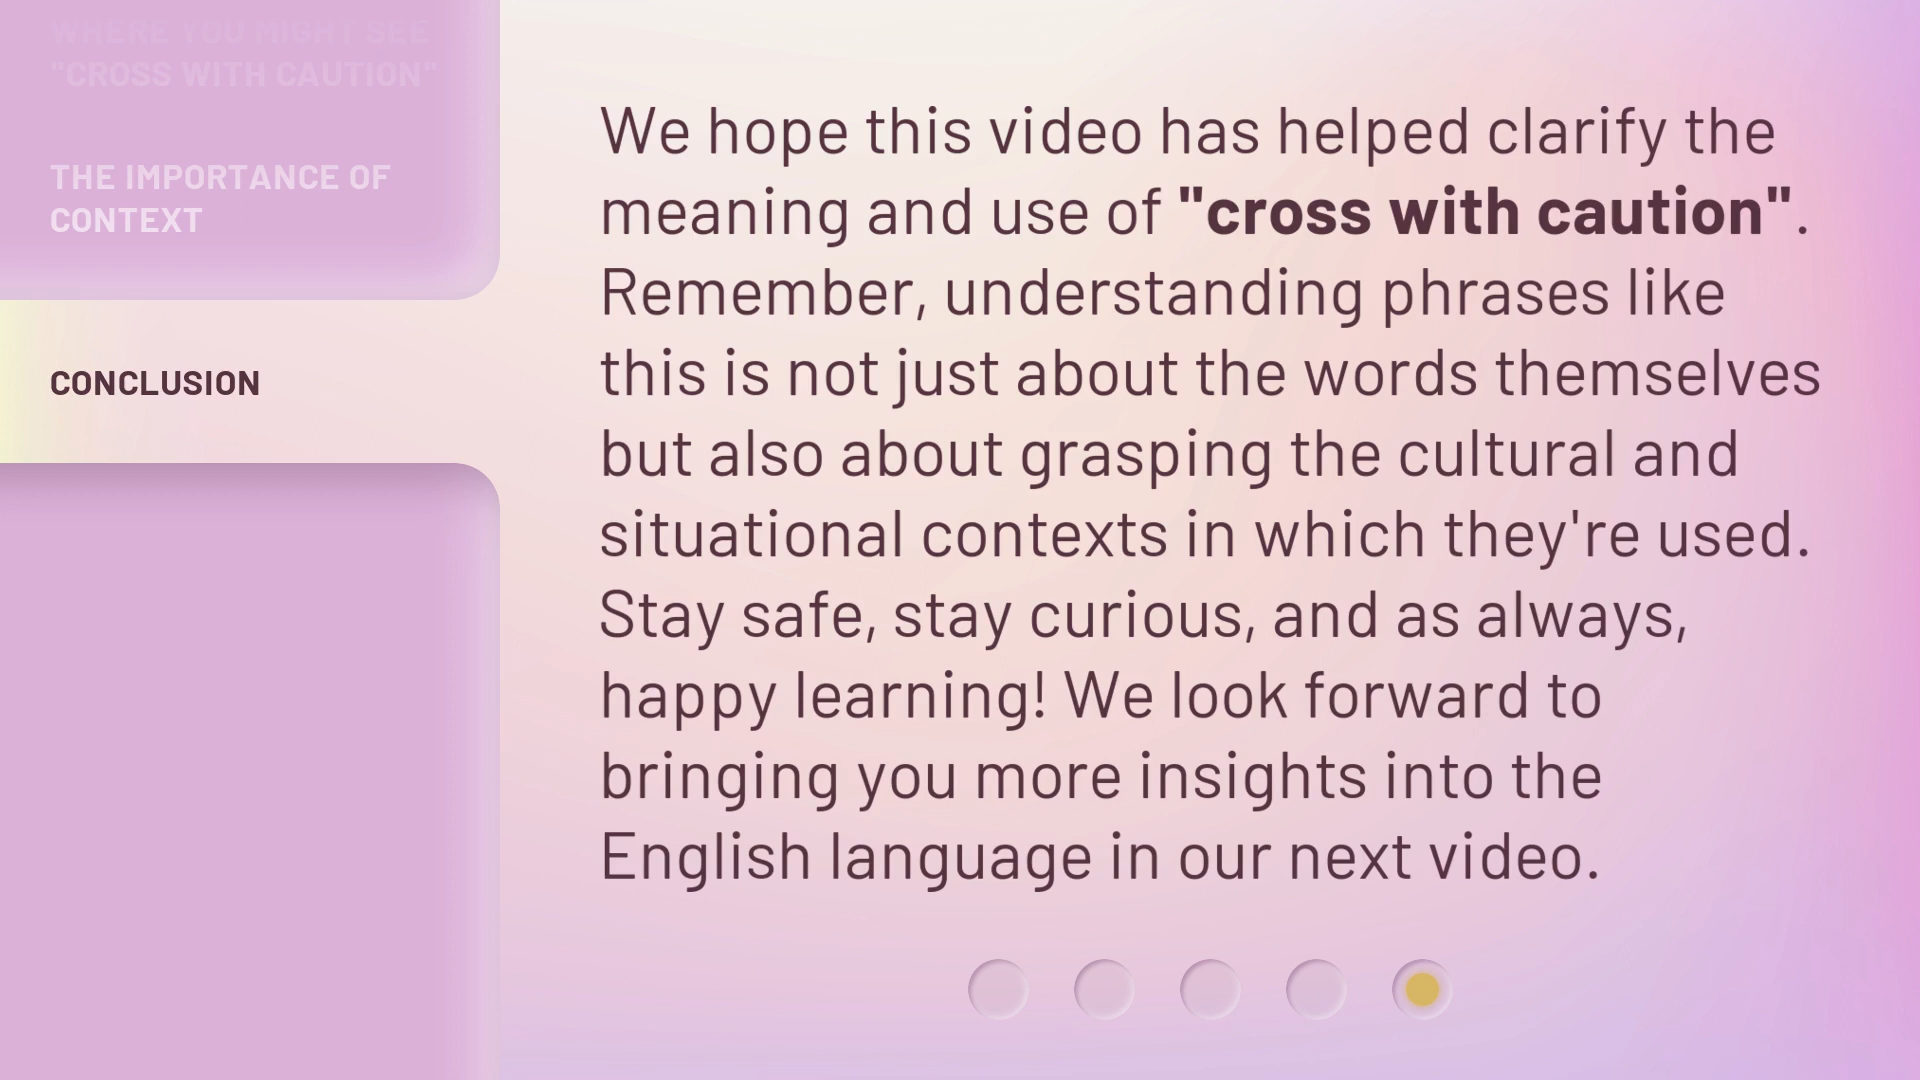 WHERE YOU MIGHT SEE
"CROSS WITH CAUTION"
THE IMPORTANCE OF
CONTEXT
CONCLUSION
We hope this video has helped clarify the
meaning and use of "cross with caution".
Remember, understanding phrases like
this is not just about the words themselves
but also about grasping the cultural and
situational contexts in which they're used.
Stay safe, stay curious, and as always,
happy learning! We look forward to
bringing you more insights into the
English language in our next video.